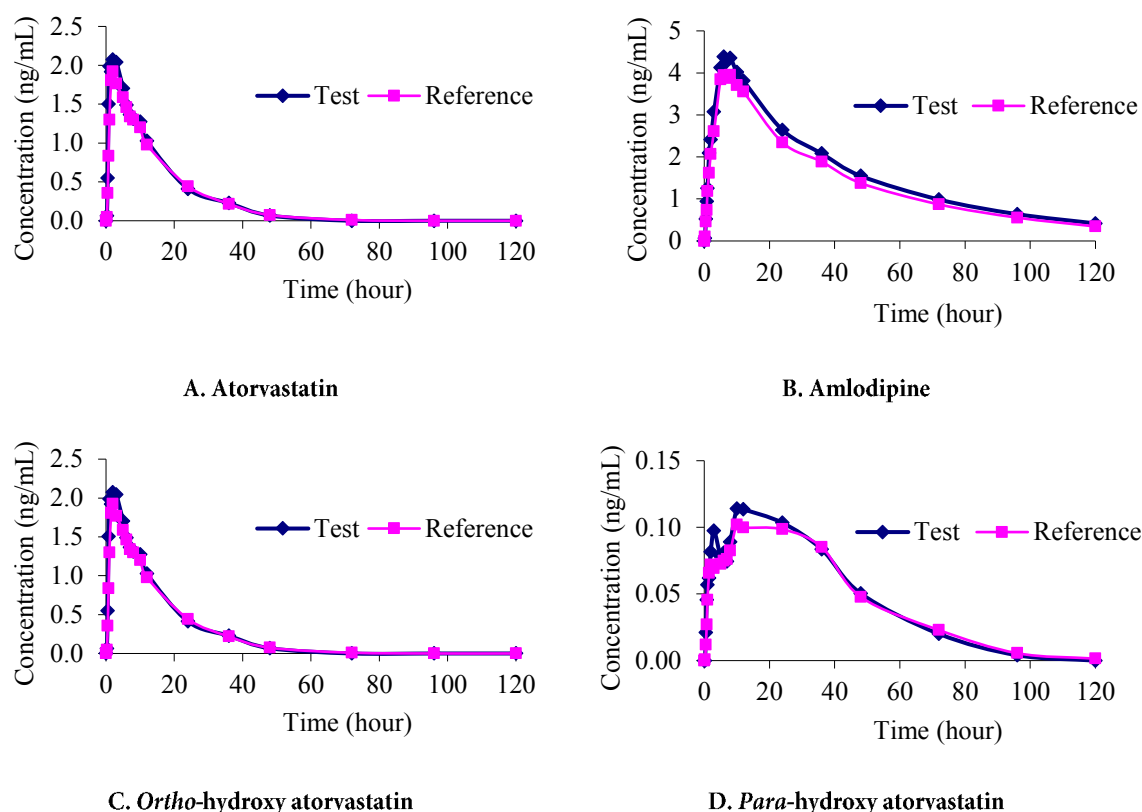 Concentration (ng/mL)
2.5
2.0
1.5
1.0
0.5
0.0
Test Reference
0 20 40 60 80 100 120
Time (hour)
A. Atorvastatin
Concentration (ng/mL)
5
4
3
2
1
0
Test Reference
0 20 40 60 80 100 120
Time (hour)
B. Amlodipine
Concentration (ng/mL)
2.5
2.0
1.5
1.0
0.5
0.0
Test Reference
0 20 40 60 80 100 120
Time (hour)
C. Ortho-hydroxy atorvastatin
Concentration (ng/mL)
0.15
0.10
0.05
0.00
Test Reference
0 20 40 60 80 100 120
Time (hour)
D. Para-hydroxy atorvastatin